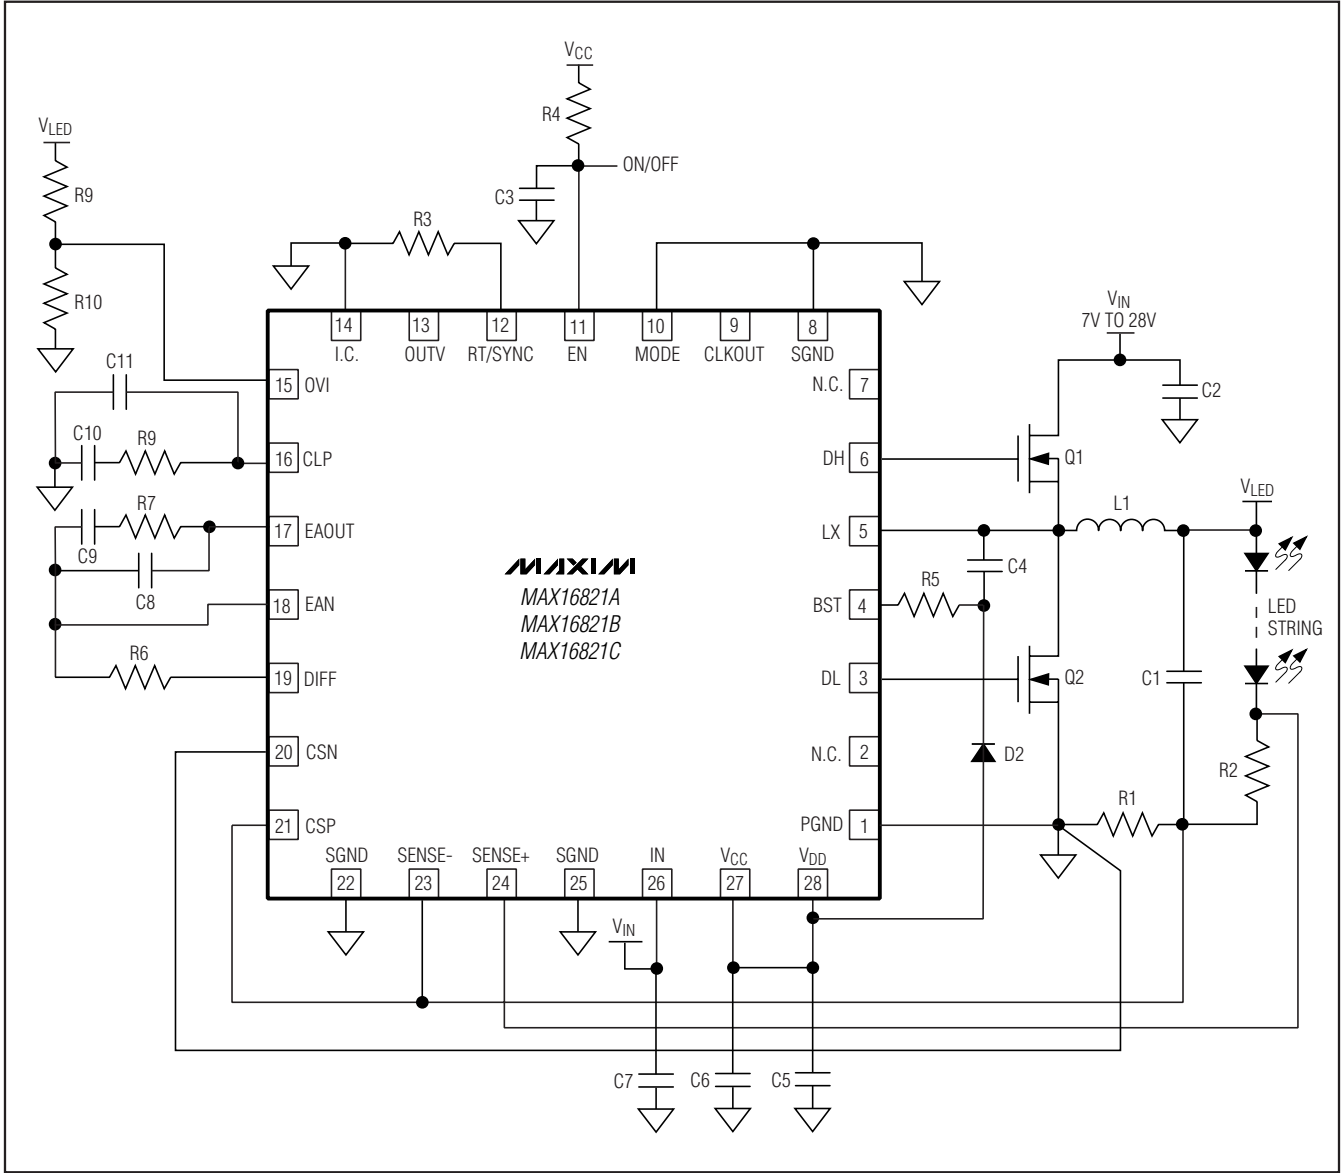 VCC
R4
ON/OFF
C3
VLED
R9
R10
R3
14
13
12
11
10
9
8
I.C.
OUTV
RT/SYNC
EN
MODE
CLKOUT
SGND
VIN
7V TO 28V
C2
C11
15 OVI
N.C. 7
C10
R9
16 CLP
DH 6
Q1
R7
C9
C8
17 EAOUT
LX 5
L1
VLED
C4
MAXIM
MAX16821A
MAX16821B
MAX16821C
18 EAN
BST 4
R5
LED
STRING
R6
19 DIFF
DL 3
Q2
C1
20 CSN
N.C. 2
D2
R2
21 CSP
PGND 1
R1
SGND
SENSE-
SENSE+
SGND
IN
VCC
VDD
22
23
24
25
26
27
28
VIN
C7
C6
C5